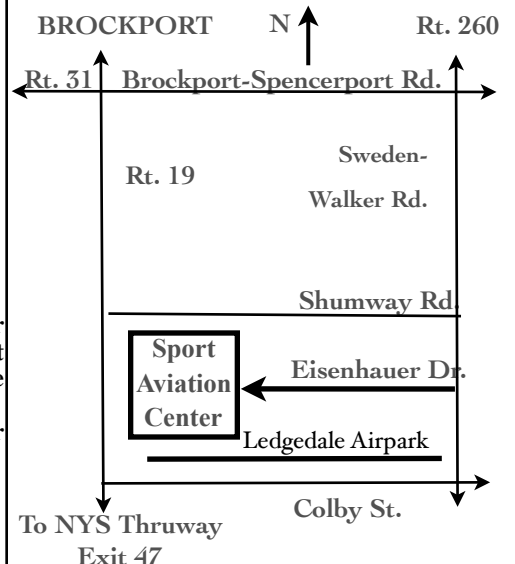 BROCKPORT N Rt. 260
Rt. 31 Brockport-Spencerport Rd.
Rt. 19
Sweden-
Walker Rd.
Shumway Rd.
Sport
Aviation
Center
Eisenhauer Dr.
Ledgedale Airpark
Colby St.
To NYS Thruway
Exit 47